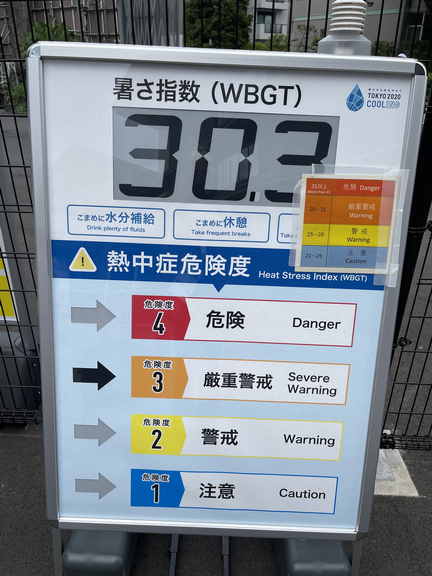 暑さ指数 (WBGT)
TOKYO 2020
COOL
30.3
こまめに水分補給
Drink plenty of fluids
こまめに休憩
Take frequent breaks
危険 Danger
厳重警戒
Warning
警戒
Warning
注意
Caution
熱中症危険度 Heat Stress Index (WBGT)
危険度 4 危険 Danger
危険度 3 厳重警戒 Severe Warning
危険度 2 警戒 Warning
危険度 1 注意 Caution